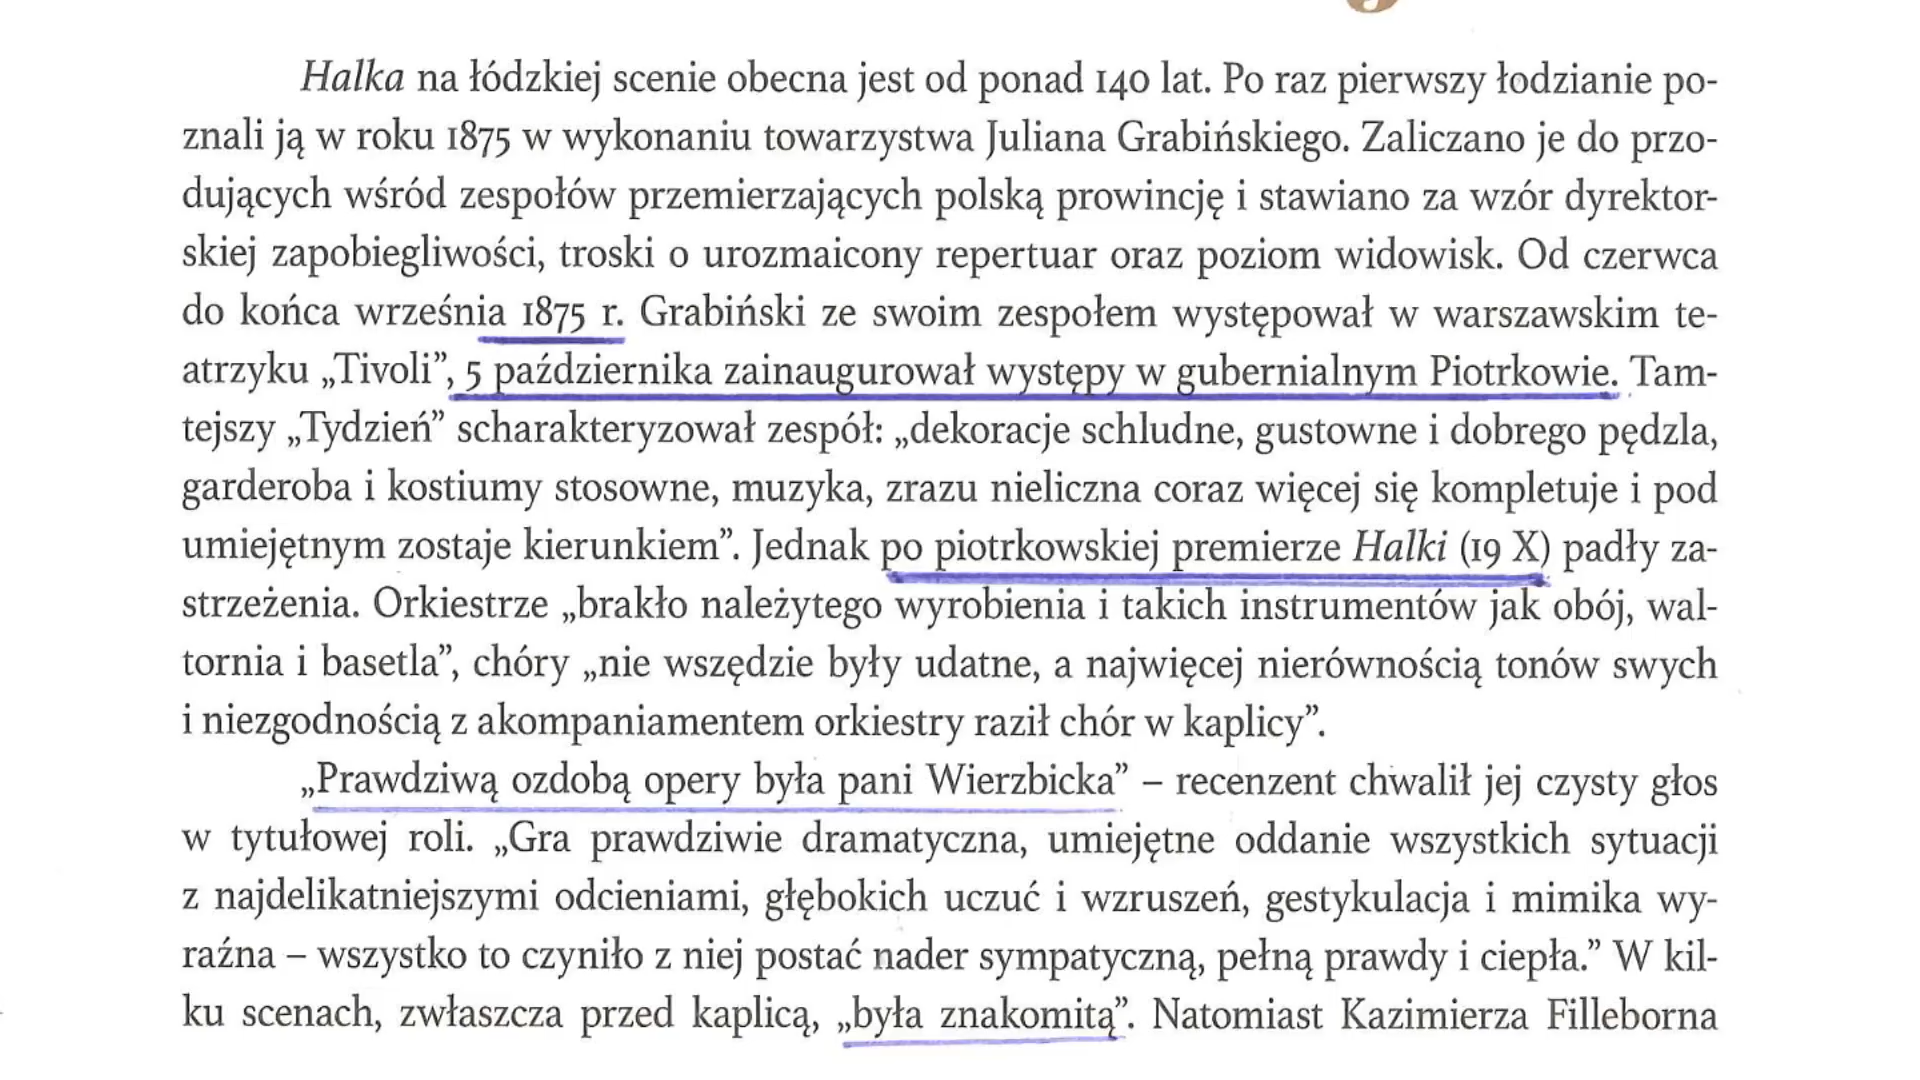 Halka na łódzkiej scenie obecna jest od ponad 140 lat. Po raz pierwszy łodzianie po-
znali ją w roku 1875 w wykonaniu towarzystwa Juliana Grabińskiego. Zaliczano je do przo-
dujących wśród zespołów przemierzających polską prowincję i stawiano za wzór dyrektor-
skiej zapobiegliwości, troski o urozmaicony repertuar oraz poziom widowisk. Od czerwca
do końca września 1875 r. Grabiński ze swoim zespołem występował w warszawskim te-
atrzyku „Tivoli”, 5 października zainaugurował występy w gubernialnym Piotrkowie. Tam-
tejszy „Tydzień” scharakteryzował zespół: „dekoracje schludne, gustowne i dobrego pędzla,
garderoba i kostiumy stosowne, muzyka, zrazu nieliczna coraz więcej się kompletuje i pod
umiejętnym zostaje kierunkiem”. Jednak po piotrkowskiej premierze Halki (19 X) padły za-
strzeżenia. Orkiestrze „brakło należytego wyrobienia i takich instrumentów jak obój, wal-
tornia i basetla”, chóry „nie wszędzie były udatne, a najwięcej nierównością tonów swych
i niezgodnością z akompaniamentem orkiestry raził chór w kaplicy”.
„Prawdziwą ozdobą opery była pani Wierzbicka” – recenzent chwalił jej czysty głos
w tytułowej roli. „Gra prawdziwie dramatyczna, umiejętne oddanie wszystkich sytuacji
z najdelikatniejszymi odcieniami, głębokich uczuć i wzruszeń, gestykulacja i mimika wy-
raźna – wszystko to czyniło z niej postać nader sympatyczną, pełną prawdy i ciepła.” W kil-
ku scenach, zwłaszcza przed kaplicą, „była znakomitą”. Natomiast Kazimierza Filleborna